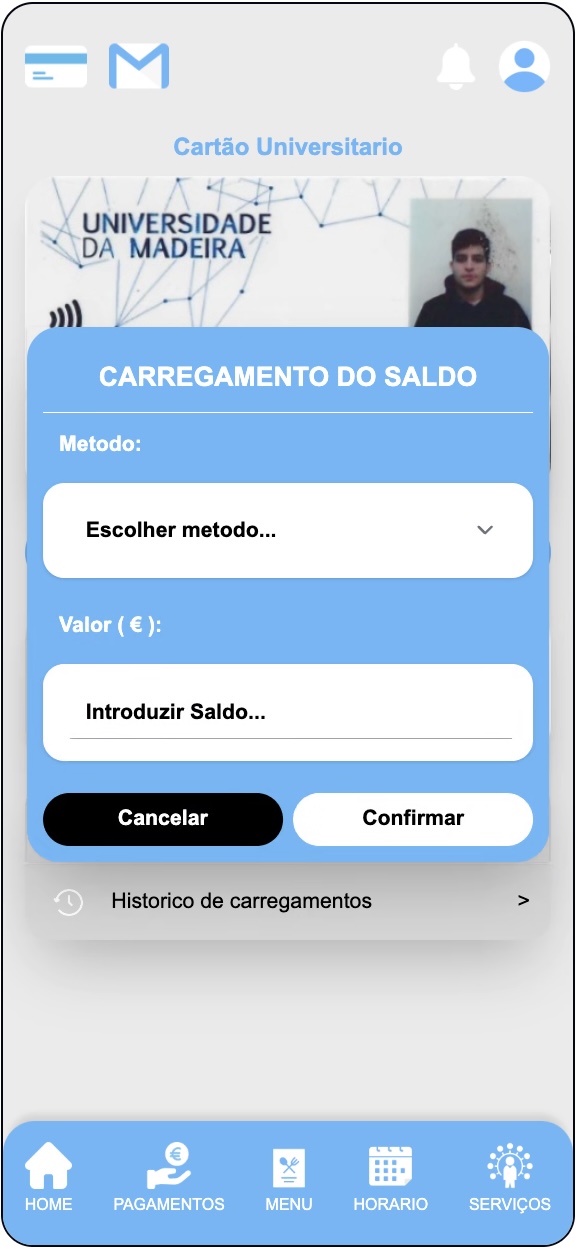 Cartão Universitario
UNIVERSIDADE
DA MADEIRA
CARREGAMENTO DO SALDO
Metodo:
Escolher metodo...
Valor ( € ):
Introduzir Saldo...
Cancelar Confirmar
Historico de carregamentos >
HOME PAGAMENTOS MENU HORARIO SERVIÇOS